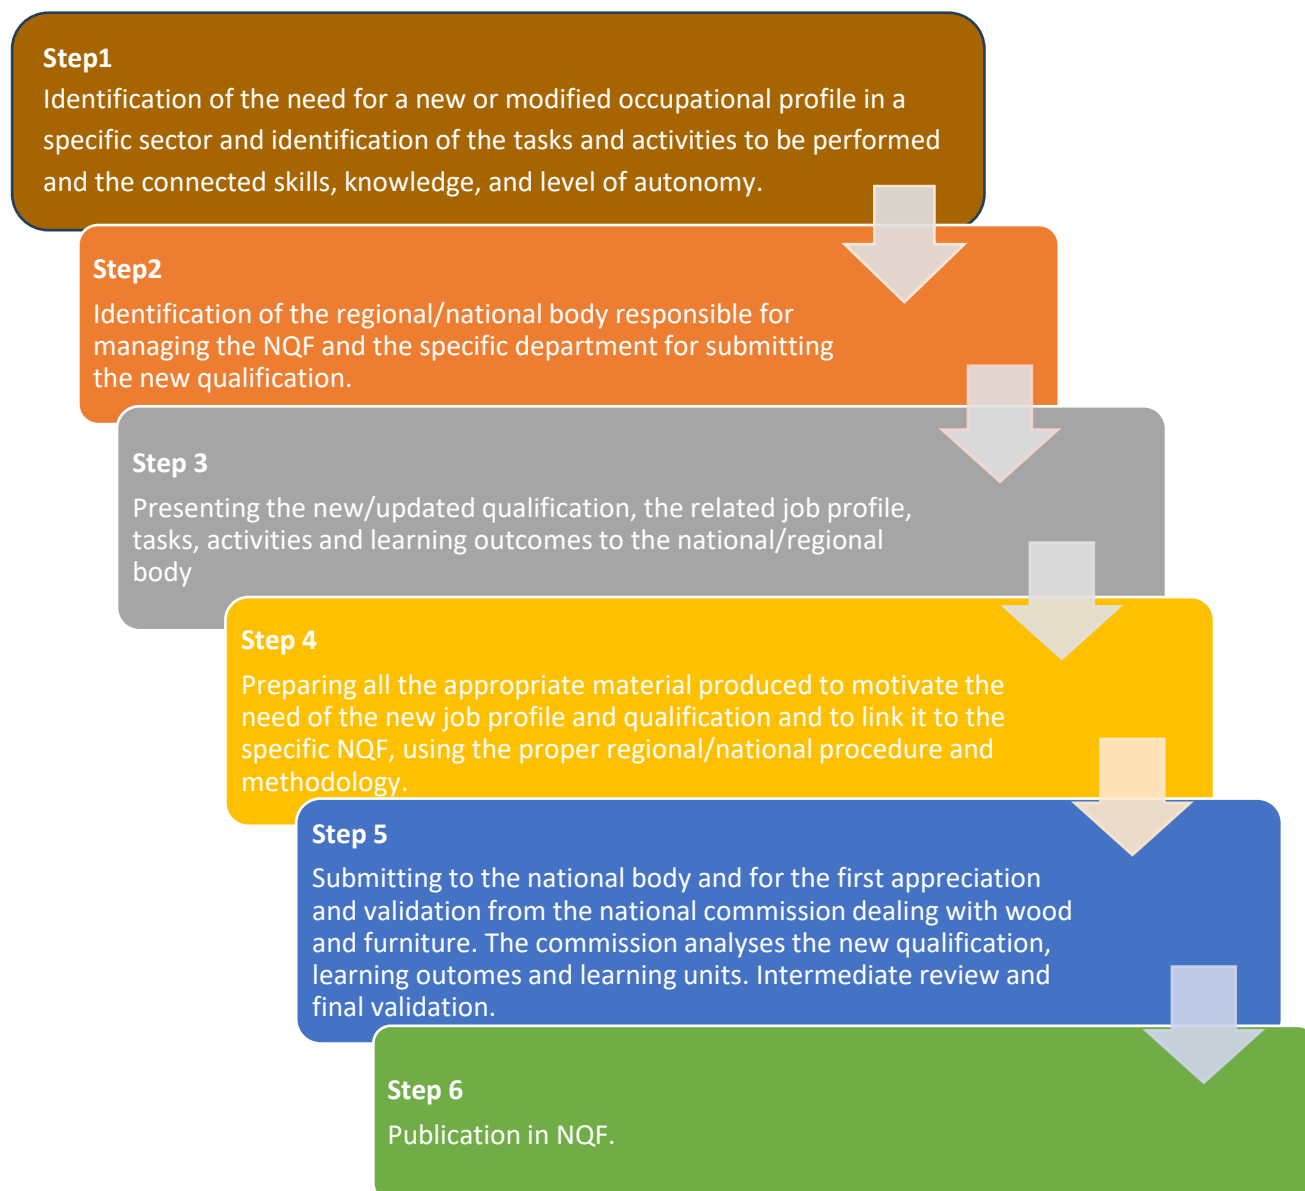 Step1
Identification of the need for a new or modified occupational profile in a
specific sector and identification of the tasks and activities to be performed
and the connected skills, knowledge, and level of autonomy.
Step2
Identification of the regional/national body responsible for
managing the NQF and the specific department for submitting
the new qualification.
Step 3
Presenting the new/updated qualification, the related job profile,
tasks, activities and learning outcomes to the national/regional
body
Step 4
Preparing all the appropriate material produced to motivate the
need of the new job profile and qualification and to link it to the
specific NQF, using the proper regional/national procedure and
methodology.
Step 5
Submitting to the national body and for the first appreciation
and validation from the national commission dealing with wood
and furniture. The commission analyses the new qualification,
learning outcomes and learning units. Intermediate review and
final validation.
Step 6
Publication in NQF.